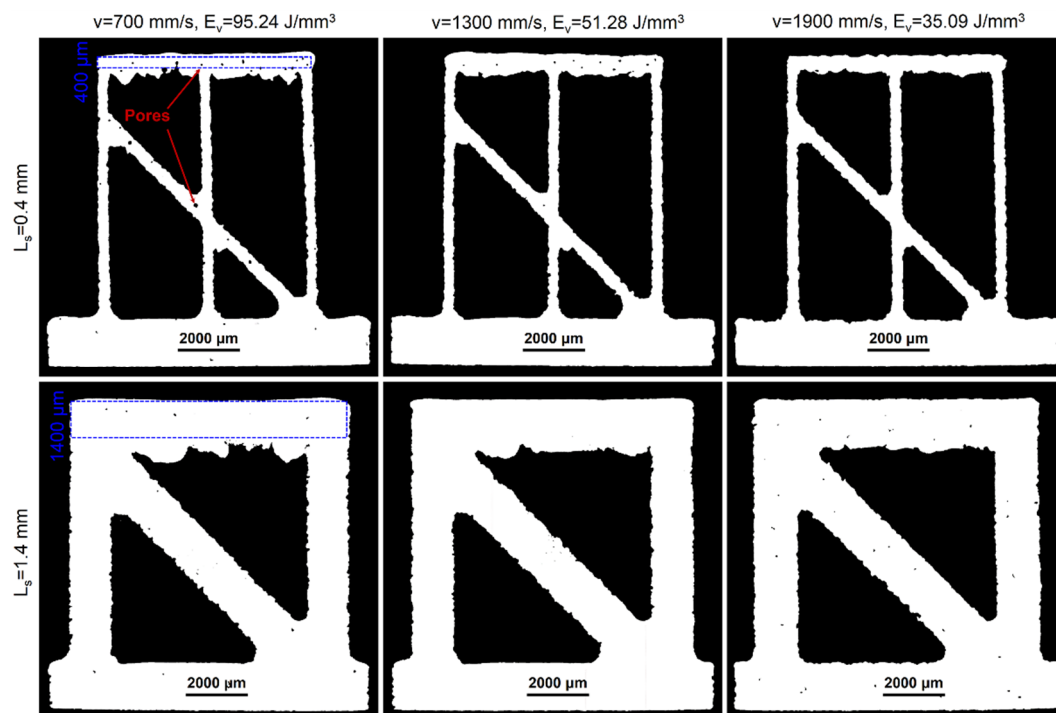 v=700 mm/s, Eᵥ=95.24 J/mm³
v=1300 mm/s, Eᵥ=51.28 J/mm³
v=1900 mm/s, Eᵥ=35.09 J/mm³
Lₛ=0.4 mm
400 µm
Pores
2000 µm
2000 µm
2000 µm
Lₛ=1.4 mm
1400 µm
2000 µm
2000 µm
2000 µm